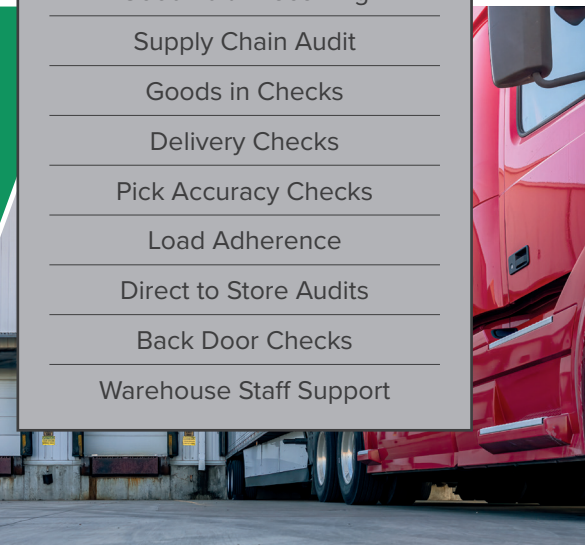 Supply Chain Audit
Goods in Checks
Delivery Checks
Pick Accuracy Checks
Load Adherence
Direct to Store Audits
Back Door Checks
Warehouse Staff Support